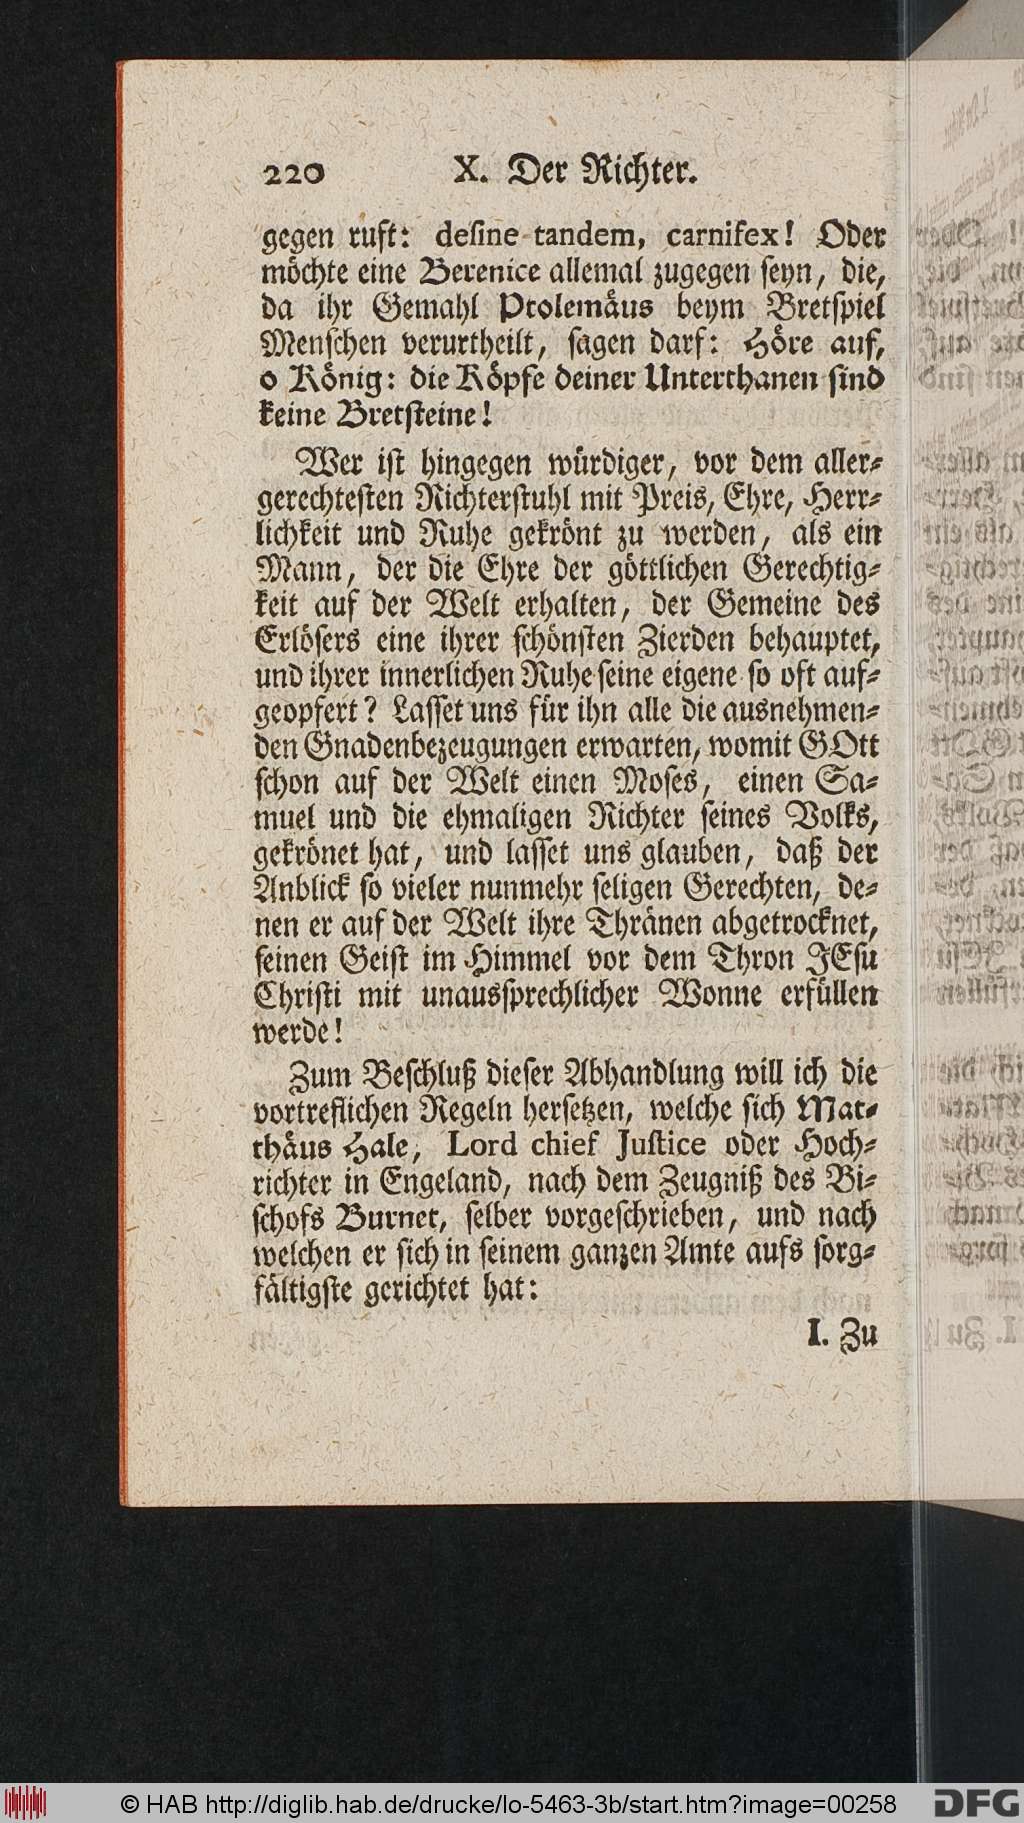 220 X. Der Richter.
gegen ruft: deſine tandem, carnifex! Oder
möchte eine Berenice allemal zugegen ſeyn, die,
da ihr Gemahl Ptolemäus beym Bretſpiel
Menſchen verurtheilt, ſagen darf: Höre auf,
o König: die Köpfe deiner Unterthanen ſind
keine Bretſteine!
Wer iſt hingegen würdiger, vor dem aller-
gerechteſten Richterſtuhl mit Preis, Ehre, Herr-
lichkeit und Ruhe gekrönt zu werden, als ein
Mann, der die Ehre der göttlichen Gerechtig-
keit auf der Welt erhalten, der Gemeine des
Erlöſers eine ihrer ſchönſten Zierden behauptet,
und ihrer innerlichen Ruhe ſeine eigene ſo oft auf-
geopfert? Laſſet uns für ihn alle die ausnehmen-
den Gnadenbezeugungen erwarten, womit GOtt
ſchon auf der Welt einen Moſes, einen Sa-
muel und die ehmaligen Richter ſeines Volks,
gekrönet hat, und laſſet uns glauben, daß der
Anblick ſo vieler nunmehr ſeligen Gerechten, de-
nen er auf der Welt ihre Thränen abgetrocknet,
ſeinen Geiſt im Himmel vor dem Thron JEſu
Chriſti mit unausſprechlicher Wonne erfüllen
werde!
Zum Beſchluß dieſer Abhandlung will ich die
vortreflichen Regeln herſetzen, welche ſich Mat-
thäus Hale, Lord chief Juſtice oder Hoch-
richter in Engeland, nach dem Zeugniß des Bi-
ſchofs Burnet, ſelber vorgeſchrieben, und nach
welchen er ſich in ſeinem ganzen Amte aufs ſorg-
fältigſte gerichtet hat:
I. Zu
© HAB http://diglib.hab.de/drucke/lo-5463-3b/start.htm?image=00258 DFG